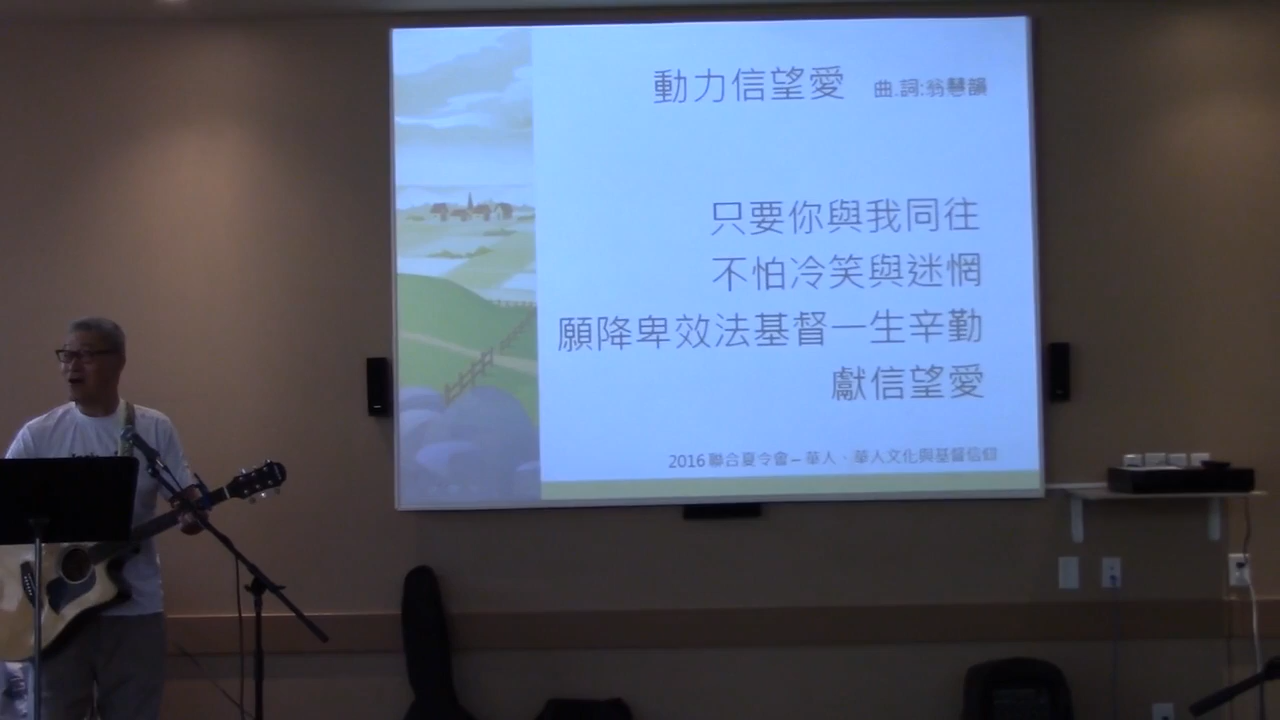 動力信望愛 曲.詞:翁慧韻
只要你與我同往
不怕冷笑與迷惘
願降卑效法基督一生辛勤
獻信望愛
2016 聯合夏令會 – 華人、華人文化與基督信仰